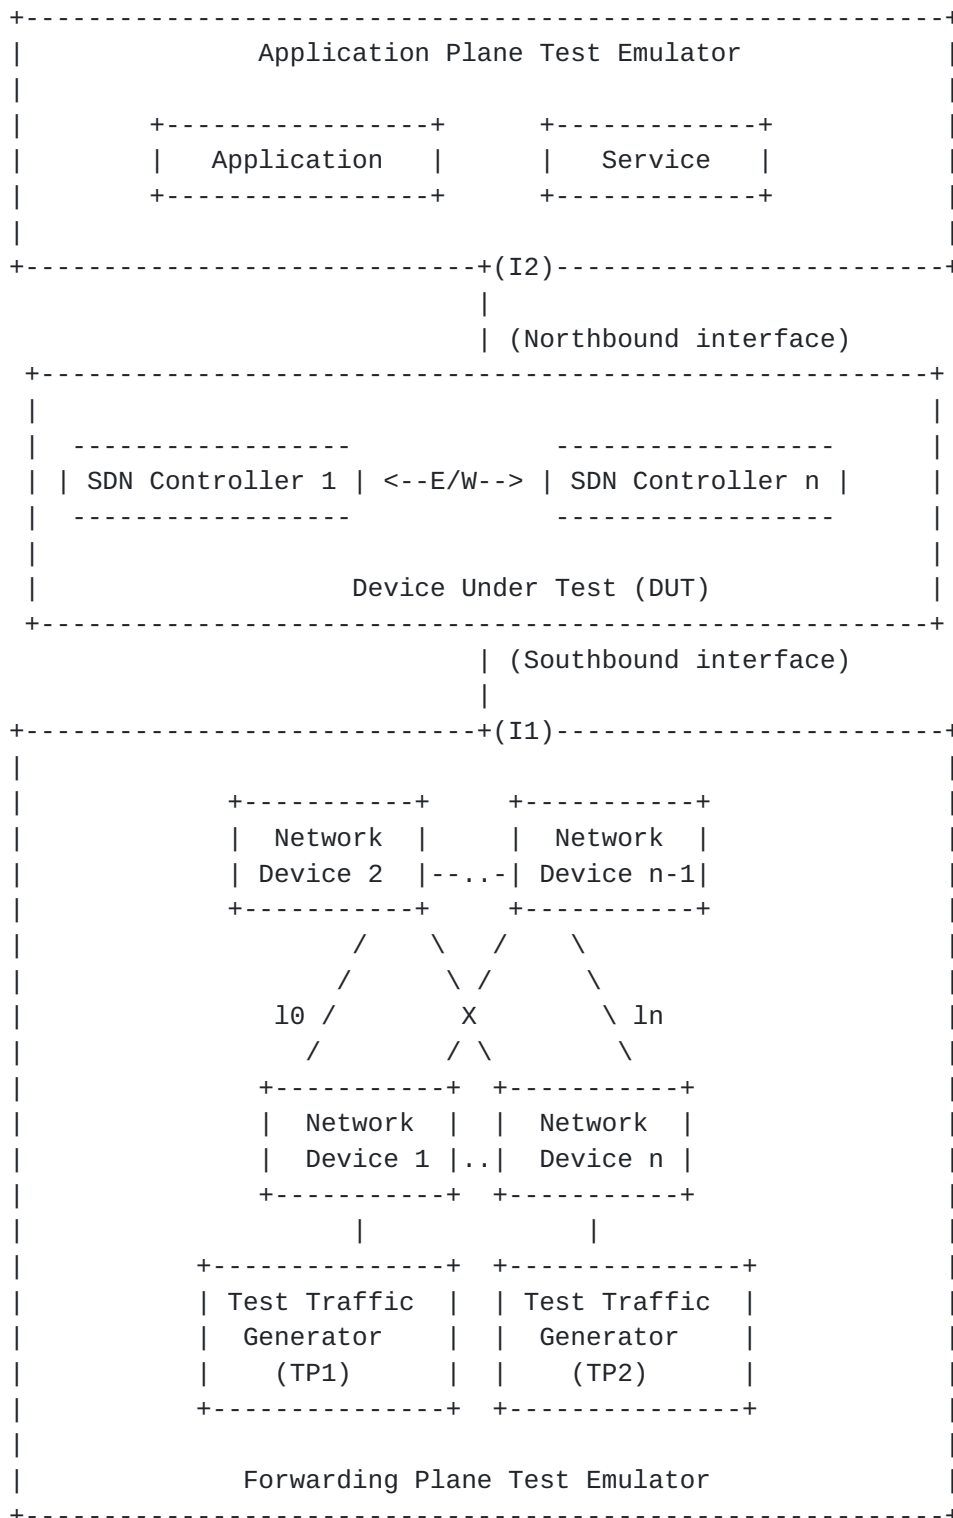 Application Plane Test Emulator
Application Service
(I2)
(Northbound interface)
SDN Controller 1 <--E/W--> SDN Controller n
Device Under Test (DUT)
(Southbound interface)
(I1)
Network Network
Device 2 --..- Device n-1
l0 X ln
Network Network
Device 1 .. Device n
Test Traffic Test Traffic
Generator Generator
(TP1) (TP2)
Forwarding Plane Test Emulator